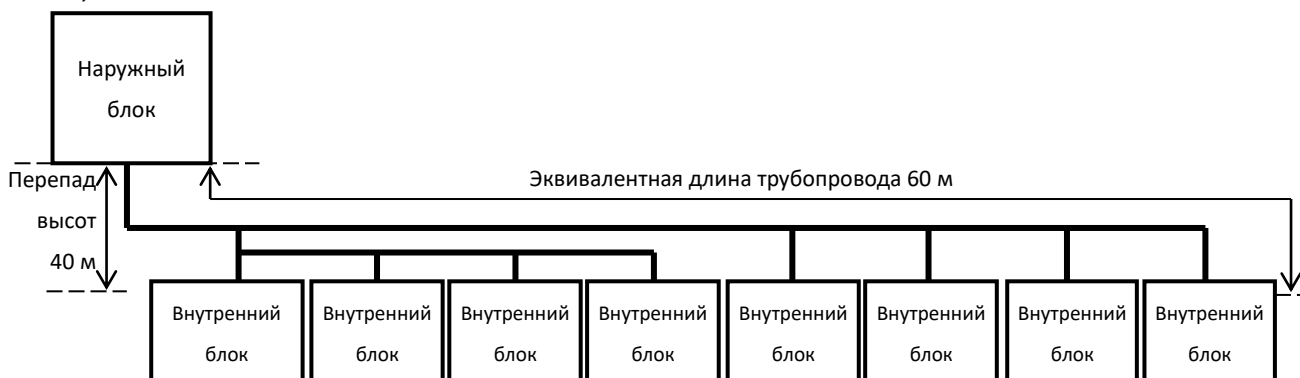 Наружный
блок
Перепад
высот
40 м
Эквивалентная длина трубопровода 60 м
Внутренний
блок
Внутренний
блок
Внутренний
блок
Внутренний
блок
Внутренний
блок
Внутренний
блок
Внутренний
блок
Внутренний
блок